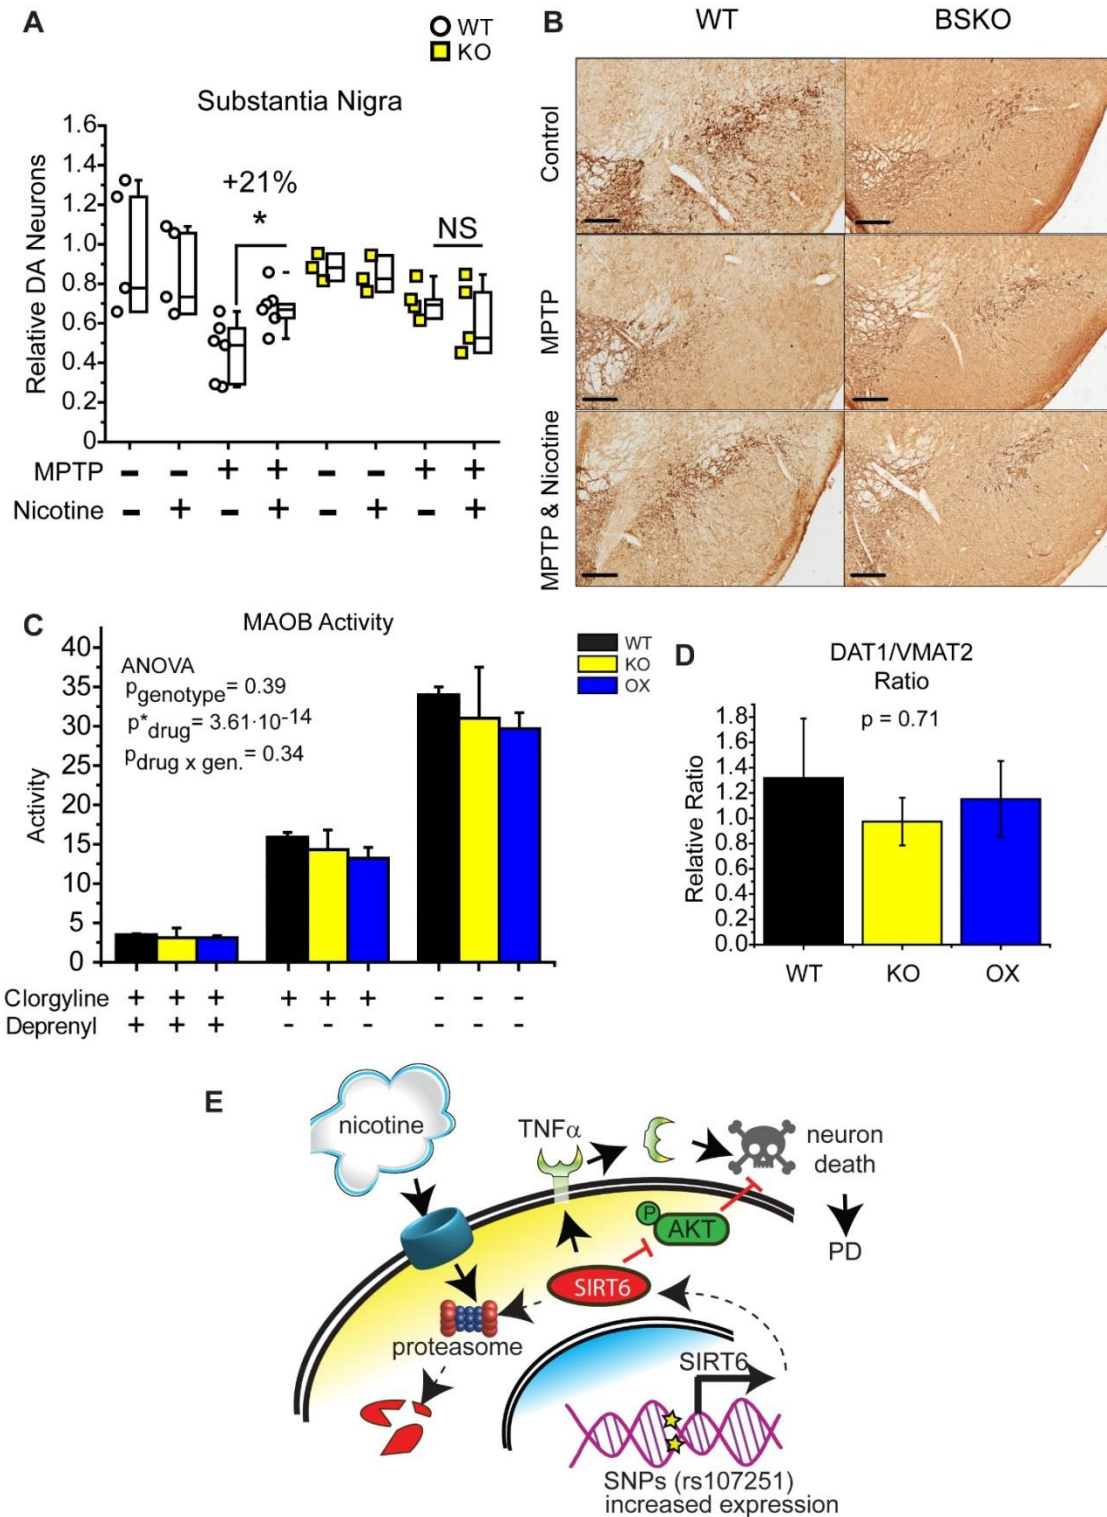 A
WT
KO
Substantia Nigra
Relative DA Neurons
1.6
1.4
1.2
1.0
0.8
0.6
0.4
0.2
0
+21%
*
NS
MPTP - - + + - - + +
Nicotine - + - + - + - +
B
WT
BSKO
Control
MPTP
MPTP & Nicotine
C
MAOB Activity
WT
KO
OX
ANOVA
pgenotype = 0.39
p*drug = 3.61·10-14
pdrug x gen. = 0.34
Activity
40
35
30
25
20
15
10
5
0
Clorgyline + + + + + + - - -
Deprenyl + + + - - - - - -
D
DAT1/VMAT2
Ratio
p = 0.71
Relative Ratio
1.8
1.6
1.4
1.2
1.0
0.8
0.6
0.4
0.2
0.0
WT KO OX
E
nicotine
TNFα
neuron
death
P
AKT
PD
SIRT6
proteasome
SIRT6
SNPs (rs107251)
increased expression